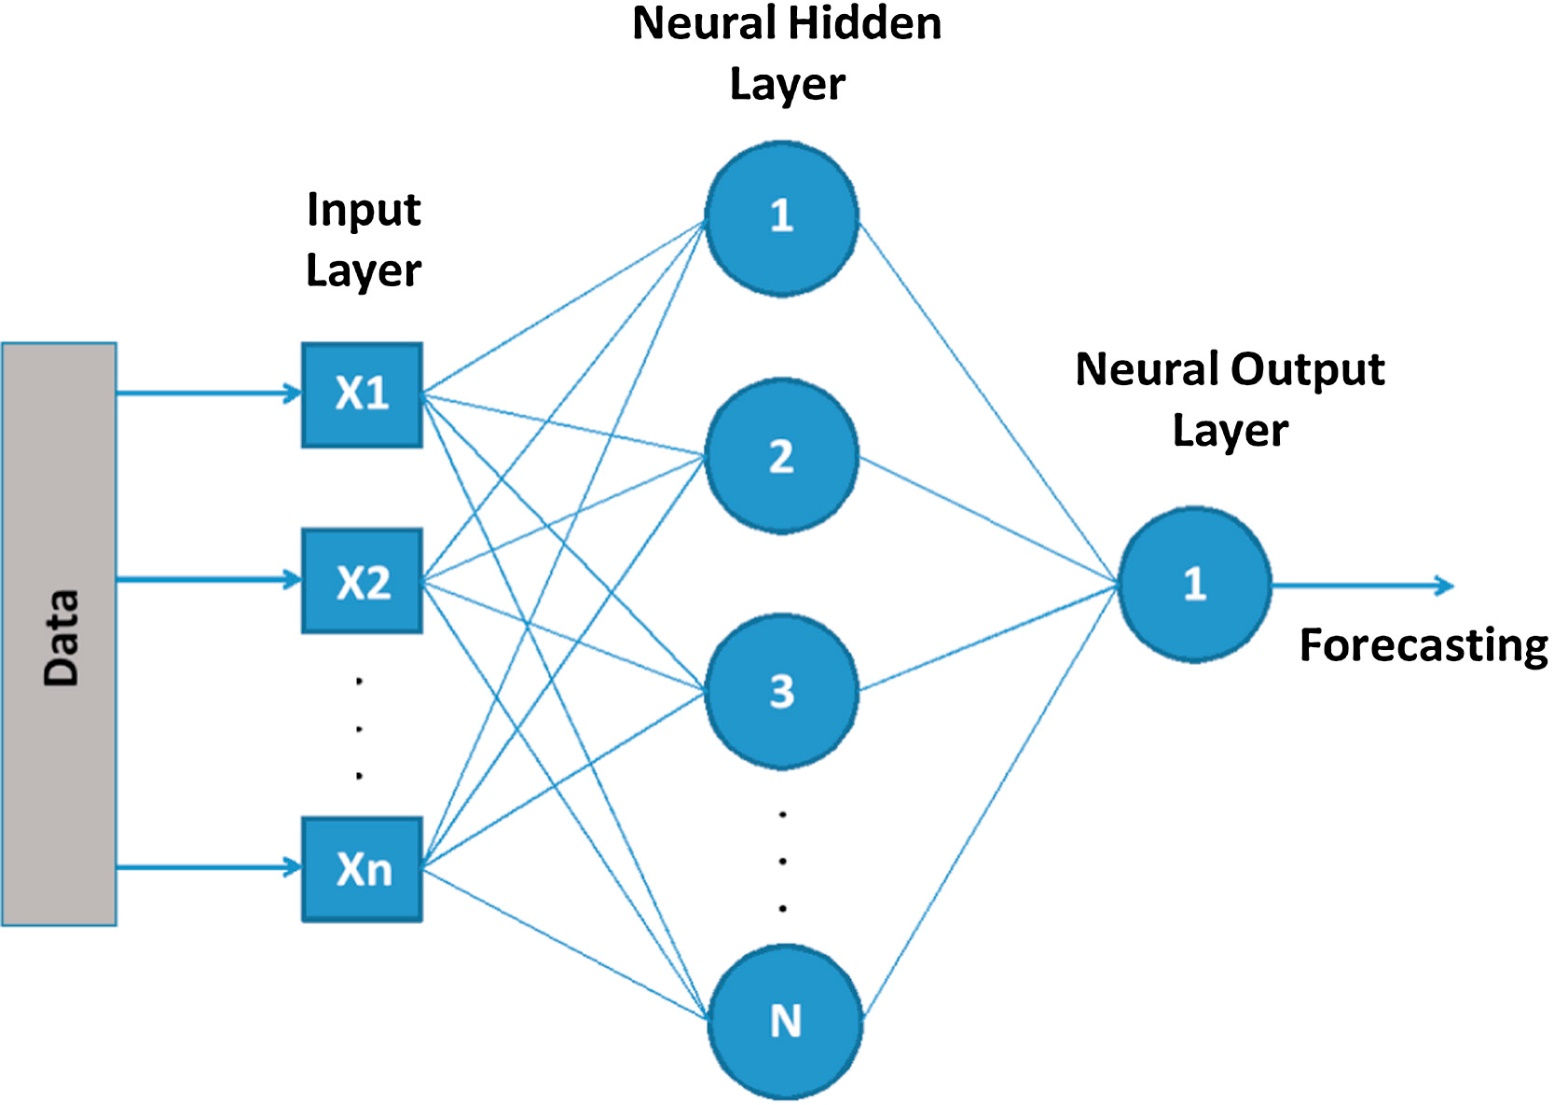 Neural Hidden
Layer
Input
Layer
Neural Output
Layer
Data
X1
X2
Xn
1
2
3
N
1
Forecasting